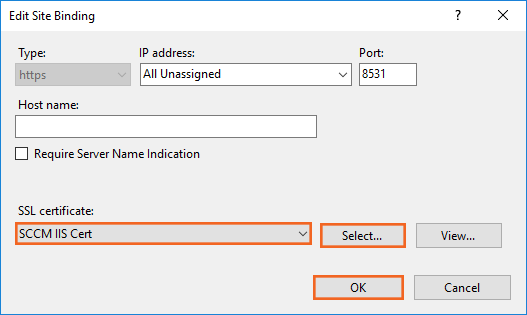 Edit Site Binding
Type: IP address: Port:
https All Unassigned 8531
Host name:
Require Server Name Indication
SSL certificate:
SCCM IIS Cert Select... View...
OK Cancel